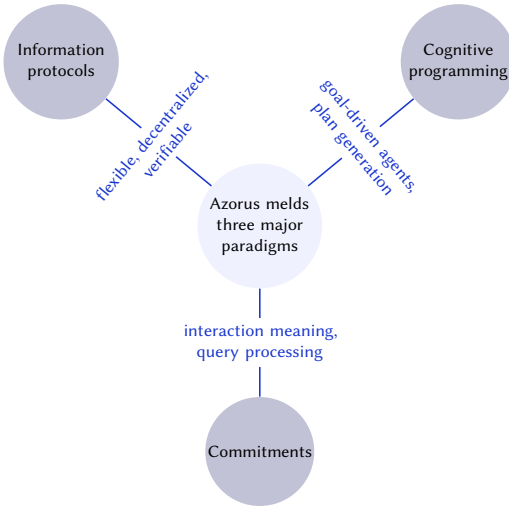 Information
protocols
Cognitive
programming
flexible, decentralized,
verifiable
goal-driven agents,
plan generation
Azorus melds
three major
paradigms
interaction meaning,
query processing
Commitments